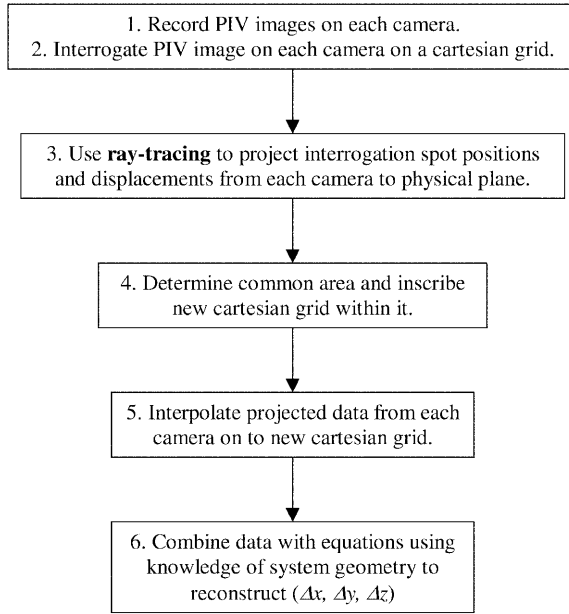 1. Record PIV images on each camera.
2. Interrogate PIV image on each camera on a cartesian grid.
3. Use ray-tracing to project interrogation spot positions
and displacements from each camera to physical plane.
4. Determine common area and inscribe
new cartesian grid within it.
5. Interpolate projected data from each
camera on to new cartesian grid.
6. Combine data with equations using
knowledge of system geometry to
reconstruct (Δx, Δy, Δz)